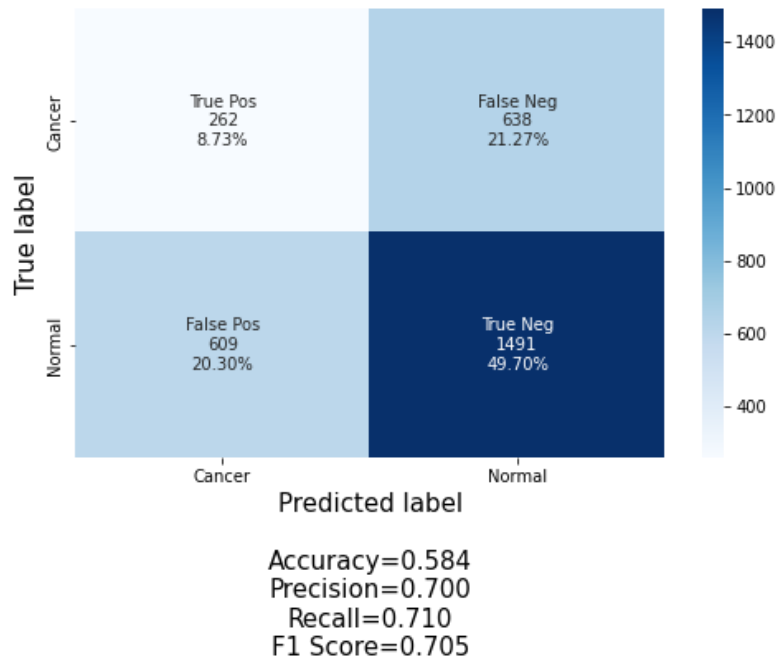 True label
Cancer
Normal
True Pos
262
8.73%
False Neg
638
21.27%
False Pos
609
20.30%
True Neg
1491
49.70%
Cancer
Normal
Predicted label
1400
1200
1000
800
600
400
Accuracy=0.584
Precision=0.700
Recall=0.710
F1 Score=0.705